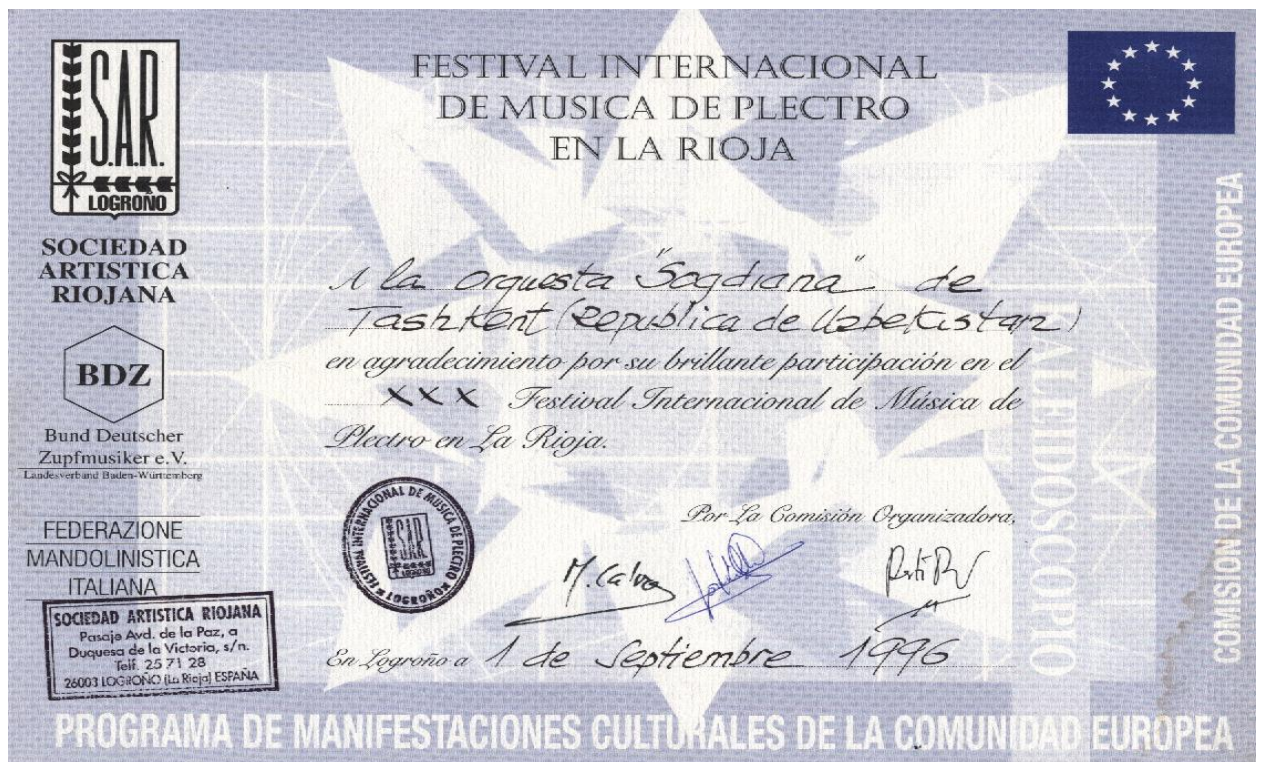 S.A.R.
LOGROÑO
SOCIEDAD
ARTISTICA
RIOJANA
BDZ
Bund Deutscher
Zupfmusiker e.V.
Landesverband Baden-Württemberg
FEDERAZIONE
MANDOLINISTICA
ITALIANA
SOCIEDAD ARTISTICA RIOJANA
Pasaje Avd. de la Paz, a
Duquesa de la Victoria, s/n.
Telf. 25 71 28
26003 LOGROÑO (La Rioja) ESPAÑA
FESTIVAL INTERNACIONAL
DE MUSICA DE PLECTRO
EN LA RIOJA
A la orquesta "Sogdiana" de
Tashkent (Republica de Uzbekistan)
en agradecimiento por su brillante participación en el
XXX Festival Internacional de Música de
Plectro en La Rioja.
FESTIVAL INTERNACIONAL DE MUSICA DE PLECTRO
S.A.R.
LOGROÑO
LOGROÑO
Por La Comisión Organizadora,
M. Calvo
En Logroño a 1 de Septiembre 1996
KALEIDOSCOPIO
COMISION DE LA COMUNIDAD EUROPEA
PROGRAMA DE MANIFESTACIONES CULTURALES DE LA COMUNIDAD EUROPEA